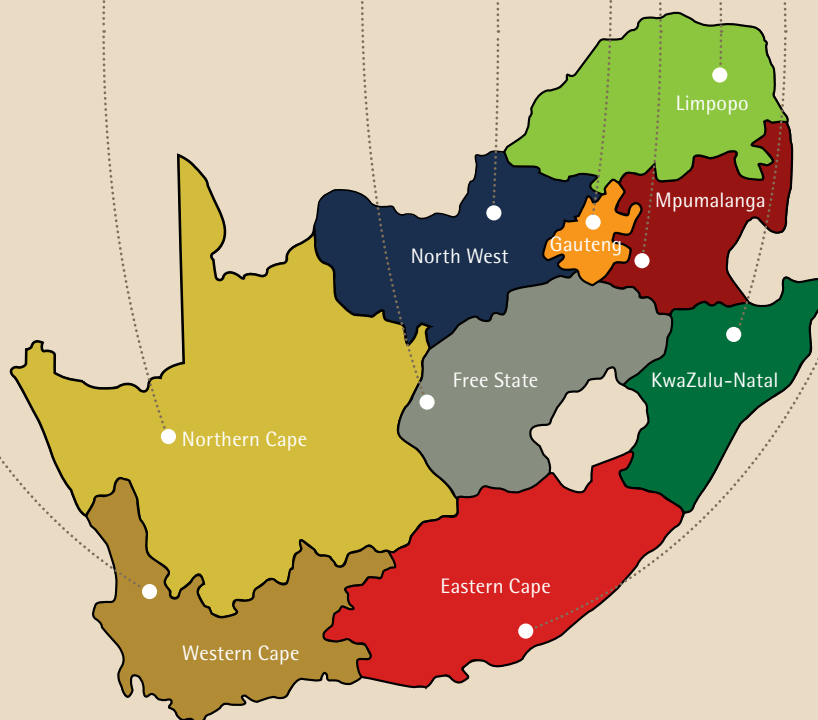 Limpopo
Mpumalanga
Gauteng
North West
Free State
KwaZulu-Natal
Northern Cape
Eastern Cape
Western Cape